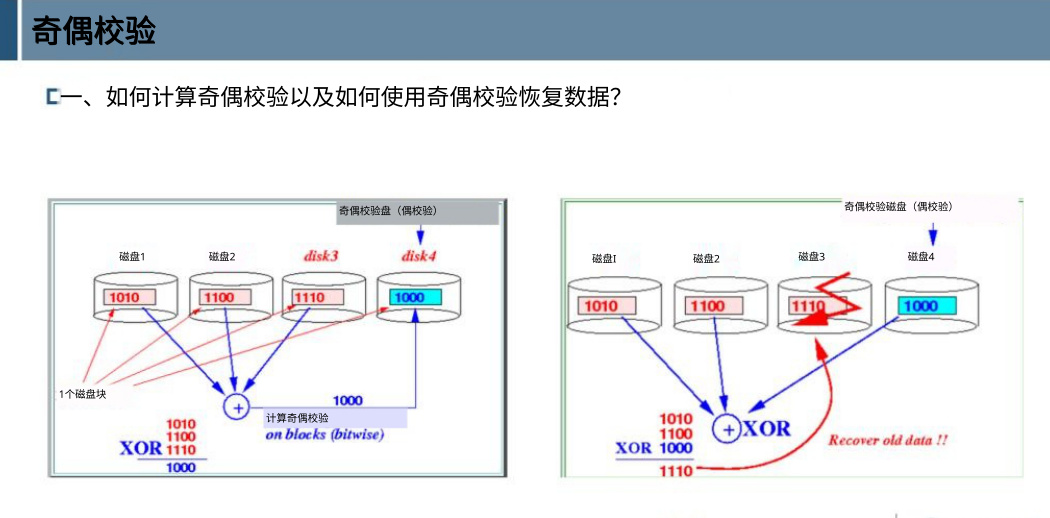 奇偶校验
一、如何计算奇偶校验以及如何使用奇偶校验恢复数据？
奇偶校验盘（偶校验）
磁盘1
磁盘2
disk3
disk4
1010
1100
1110
1000
1个磁盘块
1000
计算奇偶校验
on blocks (bitwise)
1010
1100
XOR 1110
1000
奇偶校验磁盘（偶校验）
磁盘I
磁盘2
磁盘3
磁盘4
1010
1100
1110
1000
+ XOR
1010
1100
XOR 1000
1110
Recover old data !!